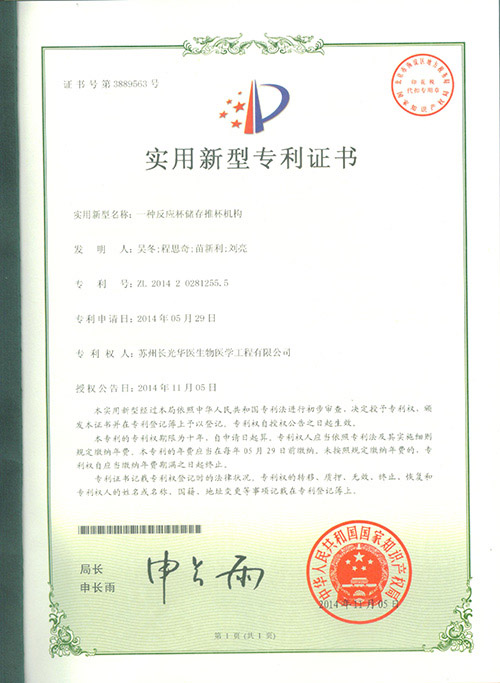 证书号第3889563号
印花税
代扣专用章
实用新型专利证书
实用新型名称：一种反应杯储存推杯机构
发明人：吴冬;程思奇;苗新利;刘亮
专利号：ZL 2014 2 0281255.5
专利申请日：2014年05月29日
专利权人：苏州长光华医生物医学工程有限公司
授权公告日：2014年11月05日
本实用新型经过本局依照中华人民共和国专利法进行初步审查，决定授予专利权，颁
发本证书并在专利登记簿上予以登记。专利权自授权公告之日起生效。
本专利的专利权期限为十年，自申请日起算。专利权人应当依照专利法及其实施细则
规定缴纳年费。本专利的年费应当在每年05月29日前缴纳。未按照规定缴纳年费的，专
利权自应当缴纳年费期满之日起终止。
专利证书记载专利权登记时的法律状况。专利权的转移、质押、无效、终止、恢复和
专利权人的姓名或名称、国籍、地址变更等事项记载在专利登记簿上。
局长
申长雨
申长雨
中华人民共和国国家知识产权局
2014年11月05日
第1页(共1页)